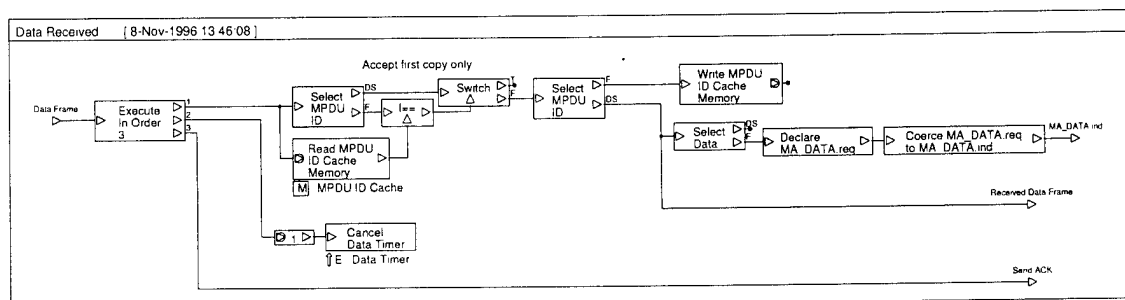 Data Received [ 8-Nov-1996 13 46:08 ]
Accept first copy only
Data Frame
Execute
In Order
3
1
2
3
Select
MPDU
ID
DS
F
I==
Switch
T
F
Select
MPDU
ID
F
DS
Write MPDU
ID Cache
Memory
Read MPDU
ID Cache
Memory
M MPDU ID Cache
Select
Data
DS
F
Declare
MA_DATA.req
Coerce MA_DATA.req
to MA_DATA.ind
MA_DATA ind
Received Data Frame
1
Cancel
Data Timer
E Data Timer
Send ACK